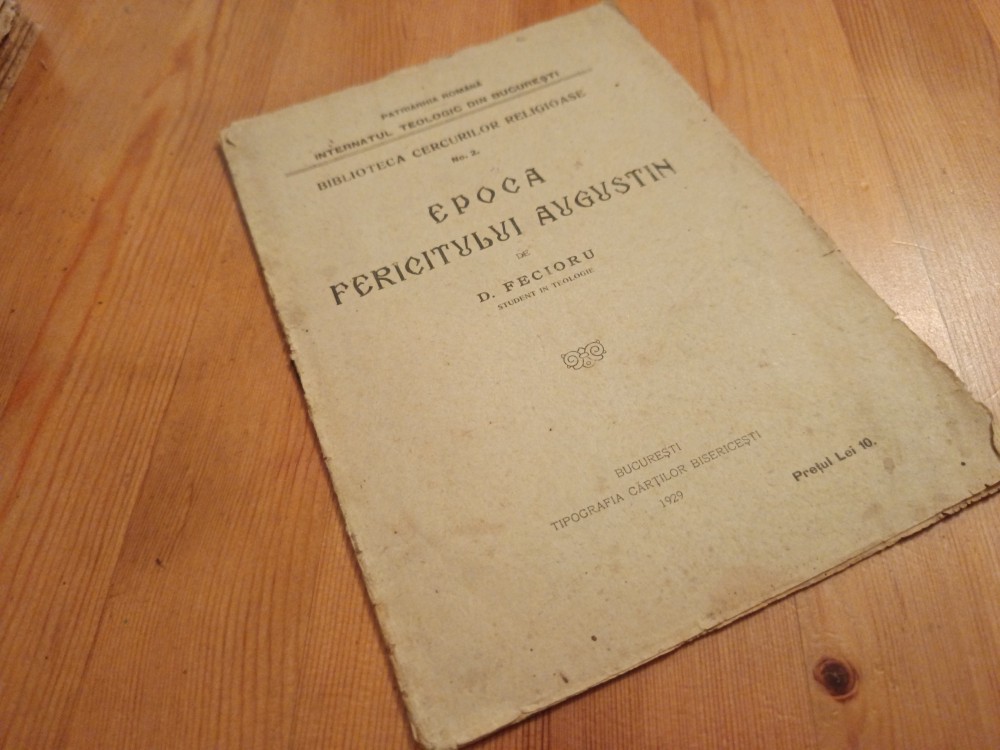 PATRIARHIA ROMÂNĂ
INTERNATUL TEOLOGIC DIN BUCUREŞTI
BIBLIOTECA CERCURILOR RELIGIOASE
No. 2.
EPOCA
FERICITULUI AUGUSTIN
DE
D. FECIORU
STUDENT IN TEOLOGIE
BUCUREŞTI
TIPOGRAFIA CĂRŢILOR BISERICEŞTI
1929
Preţul Lei 10.